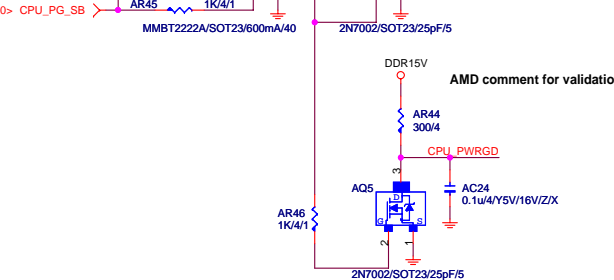 0> CPU_PG_SB
AR45
1K/4/1
MMBT2222A/SOT23/600mA/40
2N7002/SOT23/25pF/5
DDR15V
AMD comment for validatio
AR44
300/4
CPU_PWRGD
3
AQ5
D
G
S
AC24
0.1u/4/Y5V/16V/Z/X
AR46
1K/4/1
2
1
2N7002/SOT23/25pF/5